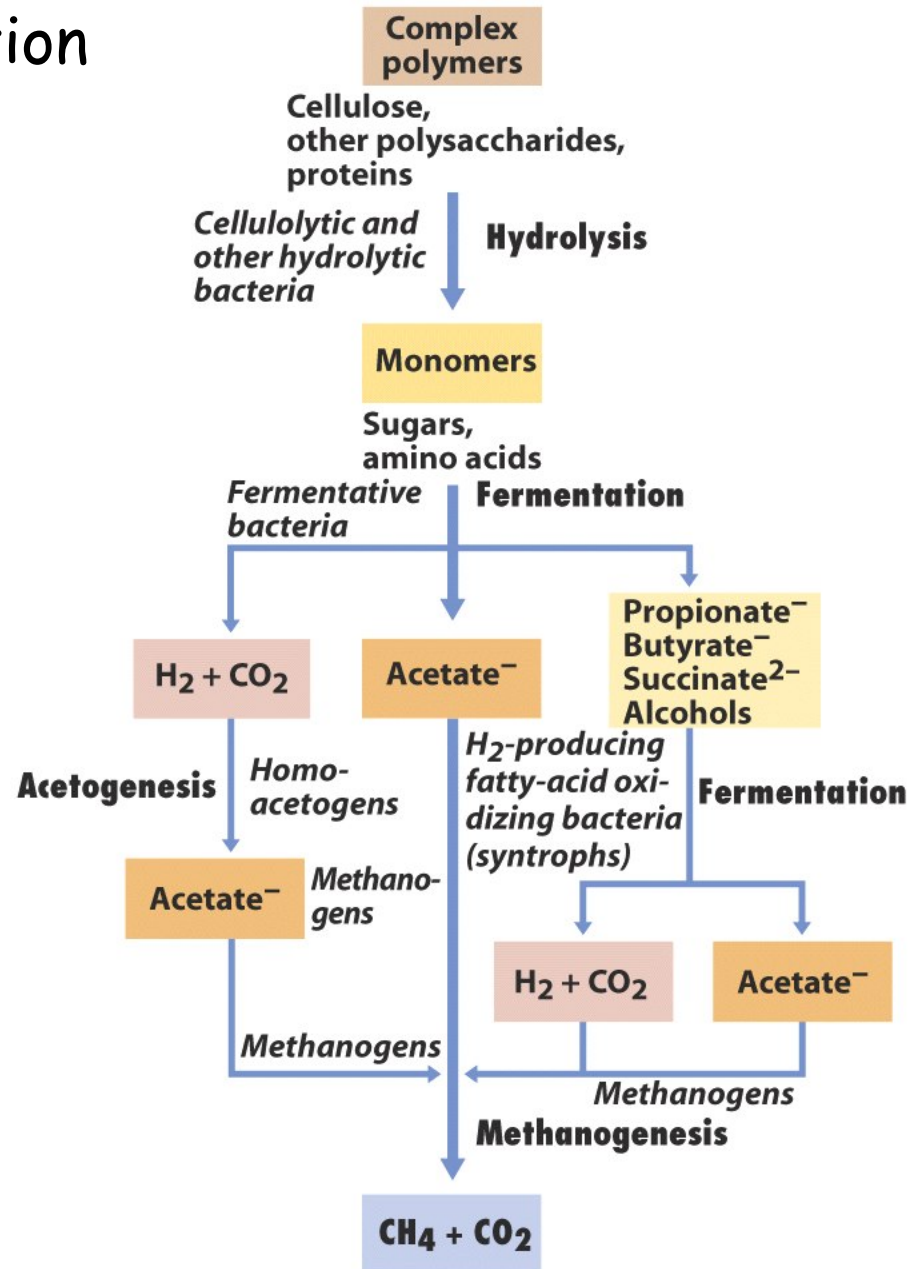 Complex
polymers
Cellulose,
other polysaccharides,
proteins
Cellulolytic and
other hydrolytic
bacteria
Hydrolysis
Monomers
Sugars,
amino acids
Fermentative
bacteria
Fermentation
H₂ + CO₂
Acetate⁻
Propionate⁻
Butyrate⁻
Succinate²⁻
Alcohols
Acetogenesis
Homo-
acetogens
H₂-producing
fatty-acid oxi-
dizing bacteria
(syntrophs)
Fermentation
Acetate⁻
Methano-
gens
H₂ + CO₂
Acetate⁻
Methanogens
Methanogens
Methanogenesis
CH₄ + CO₂